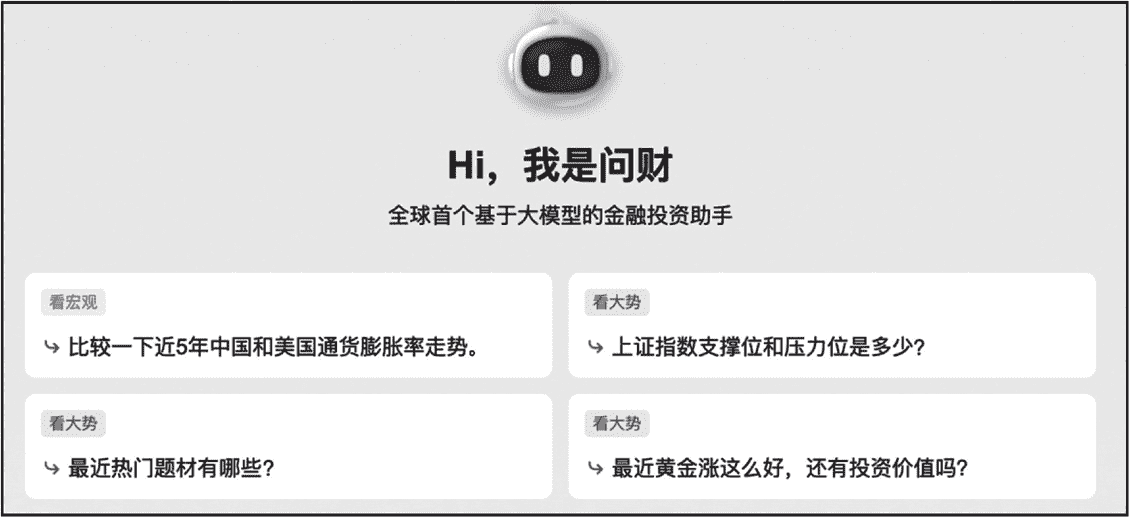 Hi，我是问财
全球首个基于大模型的金融投资助手
看宏观
比较一下近5年中国和美国通货膨胀率走势。
看大势
上证指数支撑位和压力位是多少?
看大势
最近热门题材有哪些?
看大势
最近黄金涨这么好，还有投资价值吗?